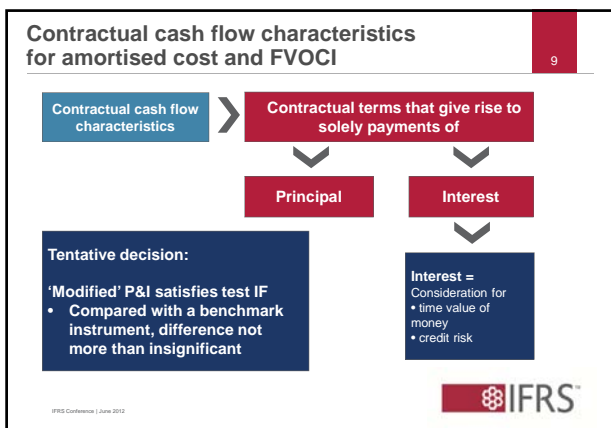 Contractual cash flow characteristics
for amortised cost and FVOCI
9
Contractual cash flow
characteristics
Contractual terms that give rise to
solely payments of
Principal
Interest
Tentative decision:
‘Modified’ P&I satisfies test IF
• Compared with a benchmark
instrument, difference not
more than insignificant
Interest =
Consideration for
• time value of
money
• credit risk
IFRS Conference | June 2012
IFRS™